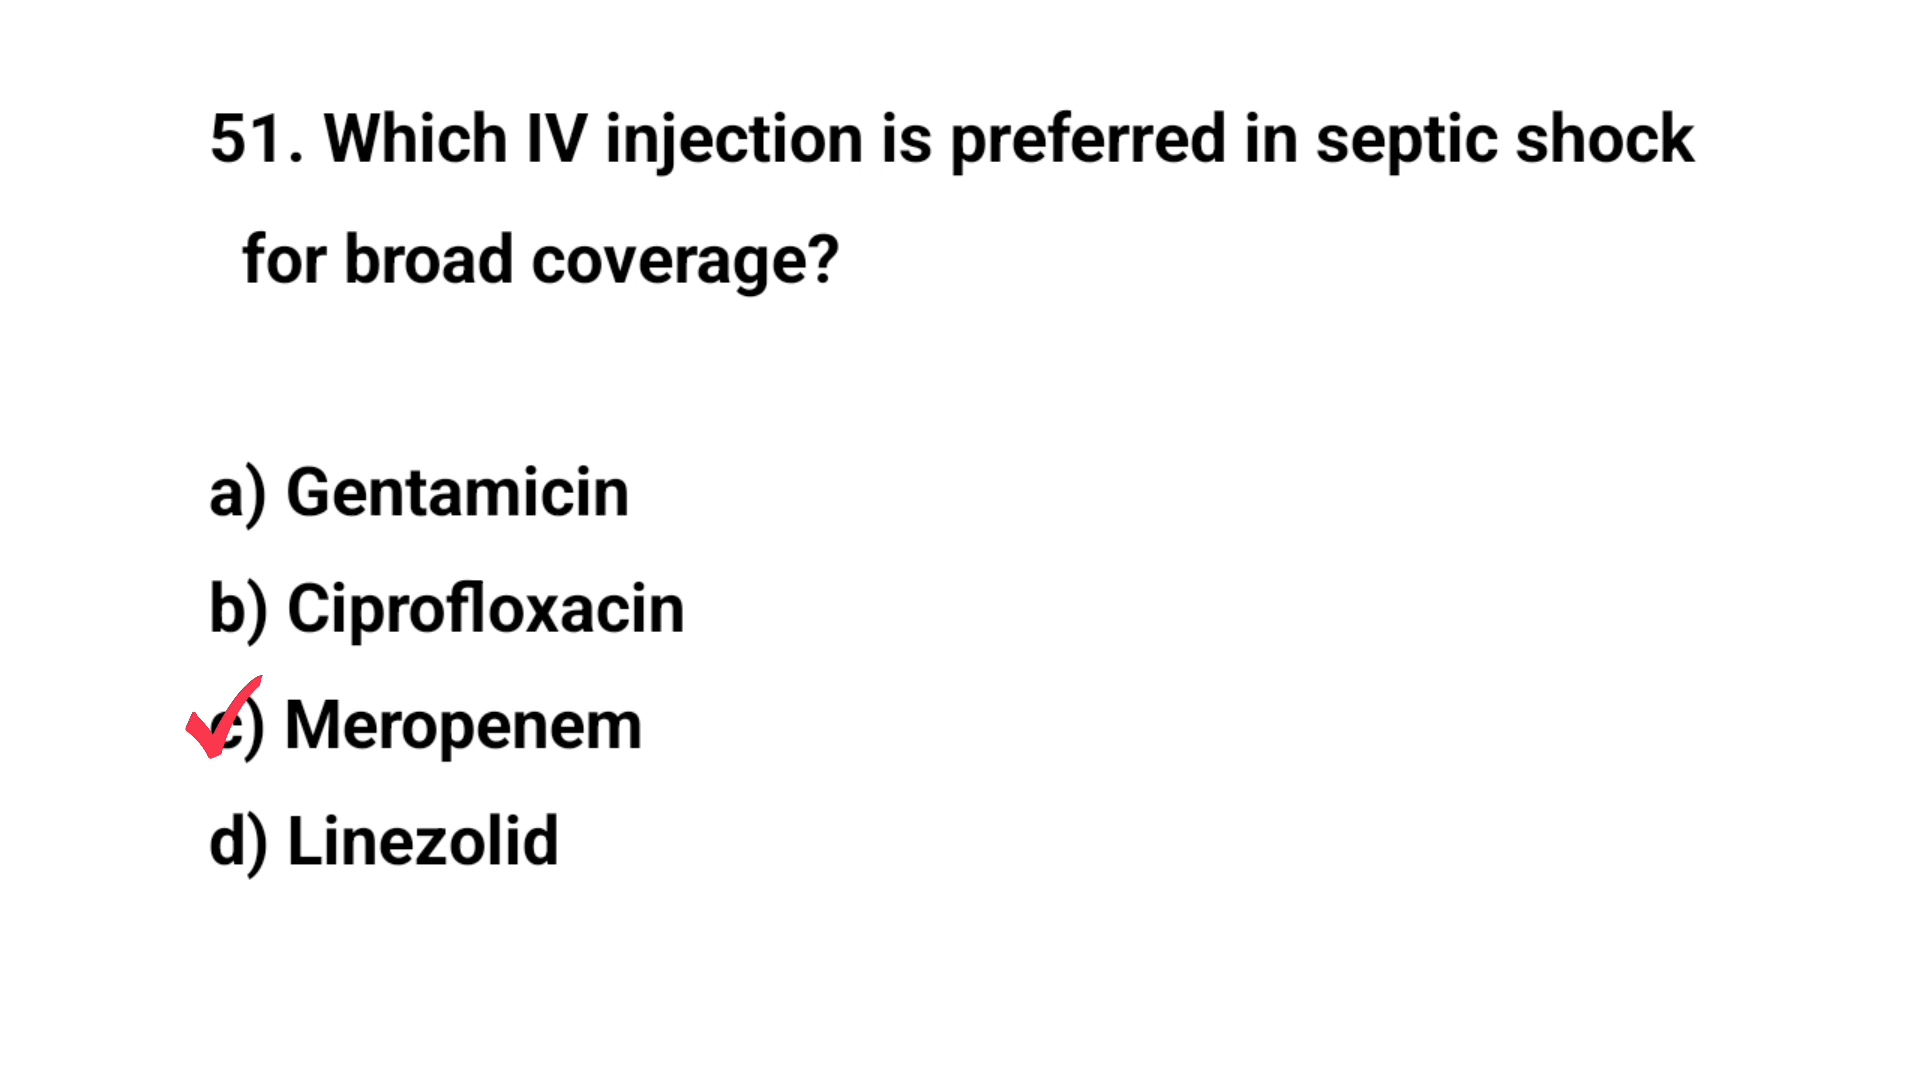 51. Which IV injection is preferred in septic shock
for broad coverage?
a) Gentamicin
b) Ciprofloxacin
c) Meropenem
d) Linezolid